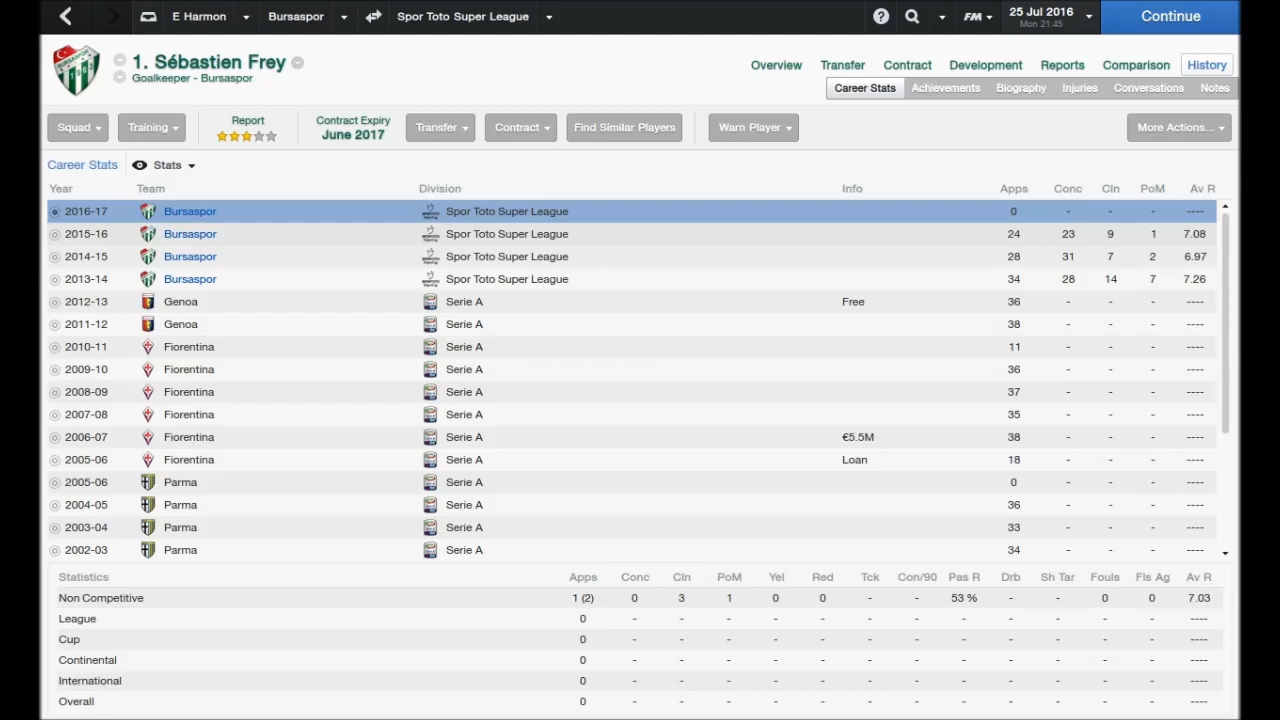 E Harmon Bursaspor Spor Toto Super League FM 25 Jul 2016 Continue
Mon 21:45
1. Sébastien Frey
Goalkeeper - Bursaspor
Overview Transfer Contract Development Reports Comparison History
Career Stats Achievements Biography Injuries Conversations Notes
Squad Training Report Contract Expiry June 2017 Transfer Contract Find Similar Players Warn Player More Actions...
Career Stats Stats
Year Team Division Info Apps Conc Cln PoM Av R
2016-17 Bursaspor Spor Toto Super League 0 - - - ----
2015-16 Bursaspor Spor Toto Super League 24 23 9 1 7.08
2014-15 Bursaspor Spor Toto Super League 28 31 7 2 6.97
2013-14 Bursaspor Spor Toto Super League 34 28 14 7 7.26
2012-13 Genoa Serie A Free 36 - - - ----
2011-12 Genoa Serie A 38 - - - ----
2010-11 Fiorentina Serie A 11 - - - ----
2009-10 Fiorentina Serie A 36 - - - ----
2008-09 Fiorentina Serie A 37 - - - ----
2007-08 Fiorentina Serie A 35 - - - ----
2006-07 Fiorentina Serie A €5.5M 38 - - - ----
2005-06 Fiorentina Serie A Loan 18 - - - ----
2005-06 Parma Serie A 0 - - - ----
2004-05 Parma Serie A 36 - - - ----
2003-04 Parma Serie A 33 - - - ----
2002-03 Parma Serie A 34 - - - ----
Statistics Apps Conc Cln PoM Yel Red Tck Con/90 Pas R Drb Sh Tar Fouls Fls Ag Av R
Non Competitive 1 (2) 0 3 1 0 0 - - 53 % - - 0 0 7.03
League 0 - - - - - - - - - - - - ----
Cup 0 - - - - - - - - - - - - ----
Continental 0 - - - - - - - - - - - - ----
International 0 - - - - - - - - - - - - ----
Overall 0 - - - - - - - - - - - - ----